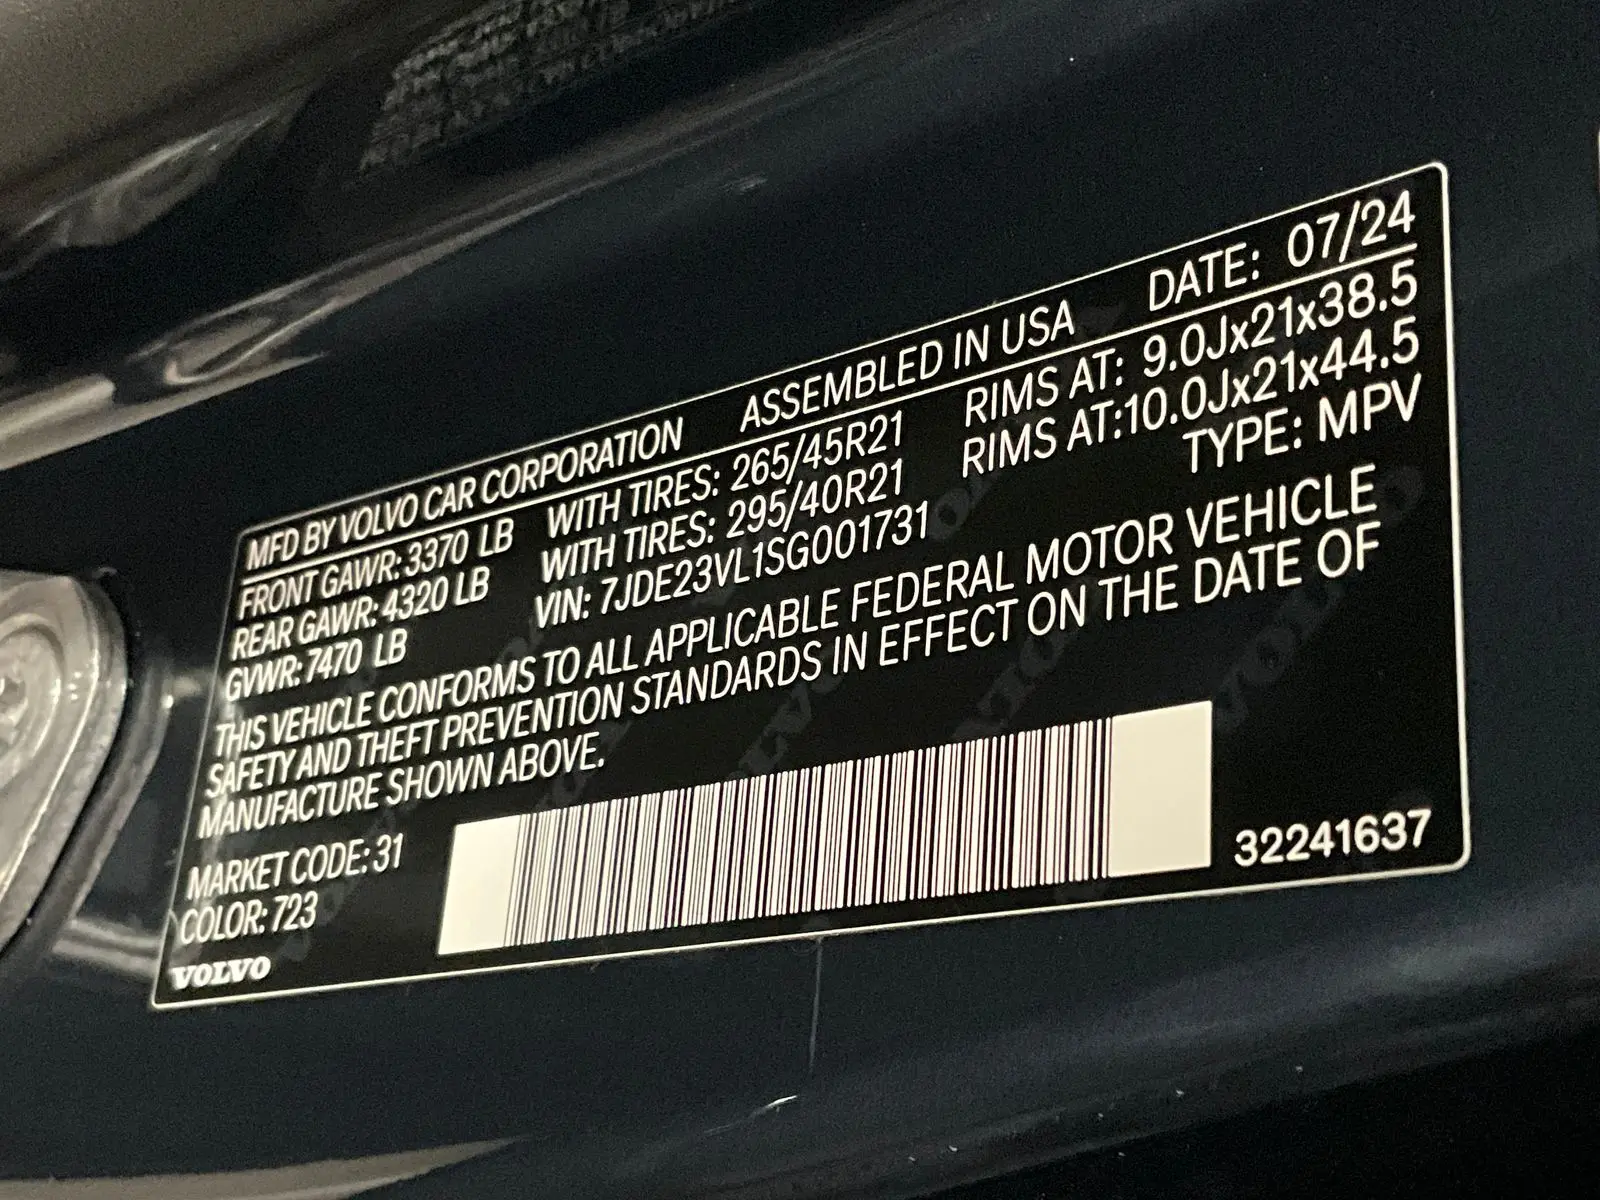 MFD BY VOLVO CAR CORPORATION ASSEMBLED IN USA DATE: 07/24
FRONT GAWR: 3370 LB WITH TIRES: 265/45R21 RIMS AT: 9.0Jx21x38.5
REAR GAWR: 4320 LB WITH TIRES: 295/40R21 RIMS AT:10.0Jx21x44.5
GVWR: 7470 LB VIN: 7JDE23VL1SG001731 TYPE: MPV
THIS VEHICLE CONFORMS TO ALL APPLICABLE FEDERAL MOTOR VEHICLE
SAFETY AND THEFT PREVENTION STANDARDS IN EFFECT ON THE DATE OF
MANUFACTURE SHOWN ABOVE.
MARKET CODE: 31
COLOR: 723
VOLVO
32241637